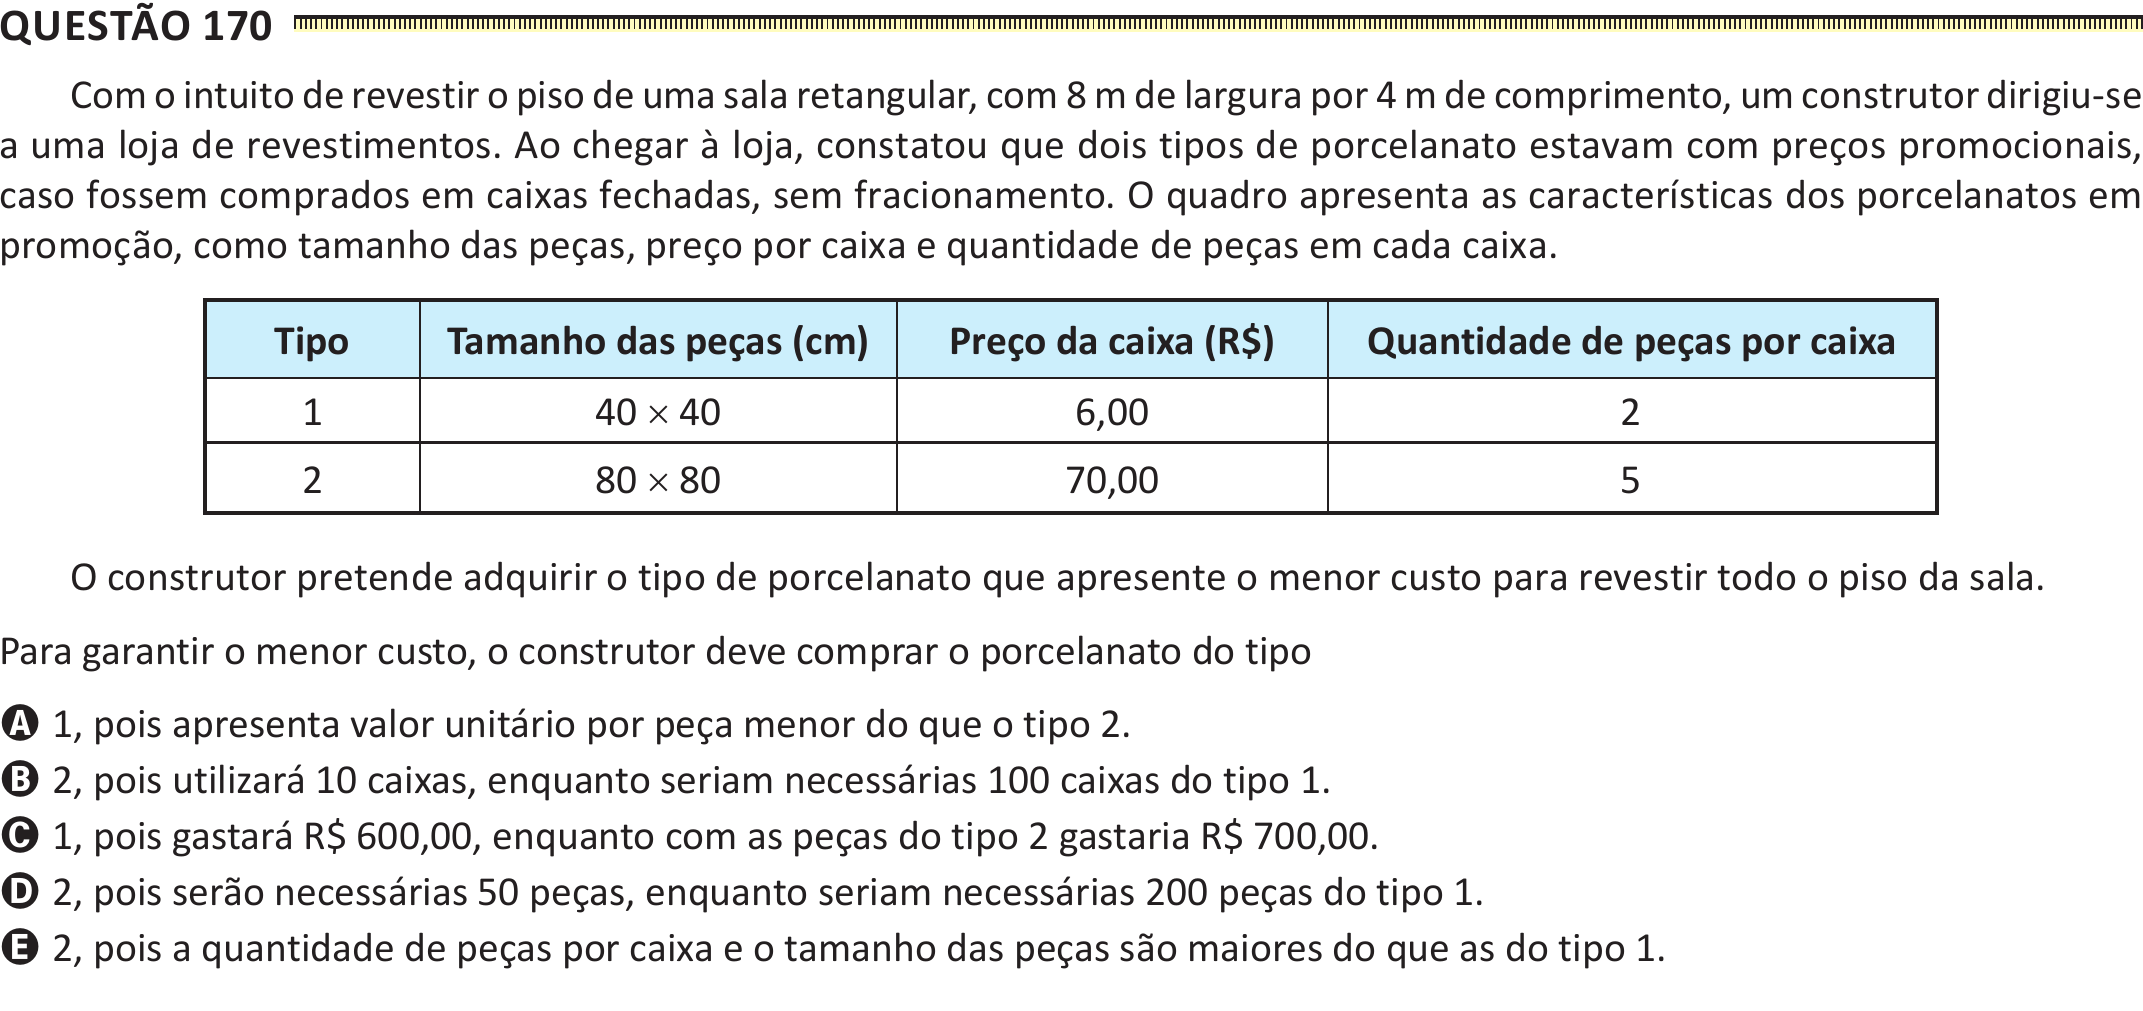 QUESTÃO 170
Com o intuito de revestir o piso de uma sala retangular, com 8 m de largura por 4 m de comprimento, um construtor dirigiu-se
a uma loja de revestimentos. Ao chegar à loja, constatou que dois tipos de porcelanato estavam com preços promocionais,
caso fossem comprados em caixas fechadas, sem fracionamento. O quadro apresenta as características dos porcelanatos em
promoção, como tamanho das peças, preço por caixa e quantidade de peças em cada caixa.
Tipo Tamanho das peças (cm) Preço da caixa (R$) Quantidade de peças por caixa
1 40 × 40 6,00 2
2 80 × 80 70,00 5
O construtor pretende adquirir o tipo de porcelanato que apresente o menor custo para revestir todo o piso da sala.
Para garantir o menor custo, o construtor deve comprar o porcelanato do tipo
A 1, pois apresenta valor unitário por peça menor do que o tipo 2.
B 2, pois utilizará 10 caixas, enquanto seriam necessárias 100 caixas do tipo 1.
C 1, pois gastará R$ 600,00, enquanto com as peças do tipo 2 gastaria R$ 700,00.
D 2, pois serão necessárias 50 peças, enquanto seriam necessárias 200 peças do tipo 1.
E 2, pois a quantidade de peças por caixa e o tamanho das peças são maiores do que as do tipo 1.